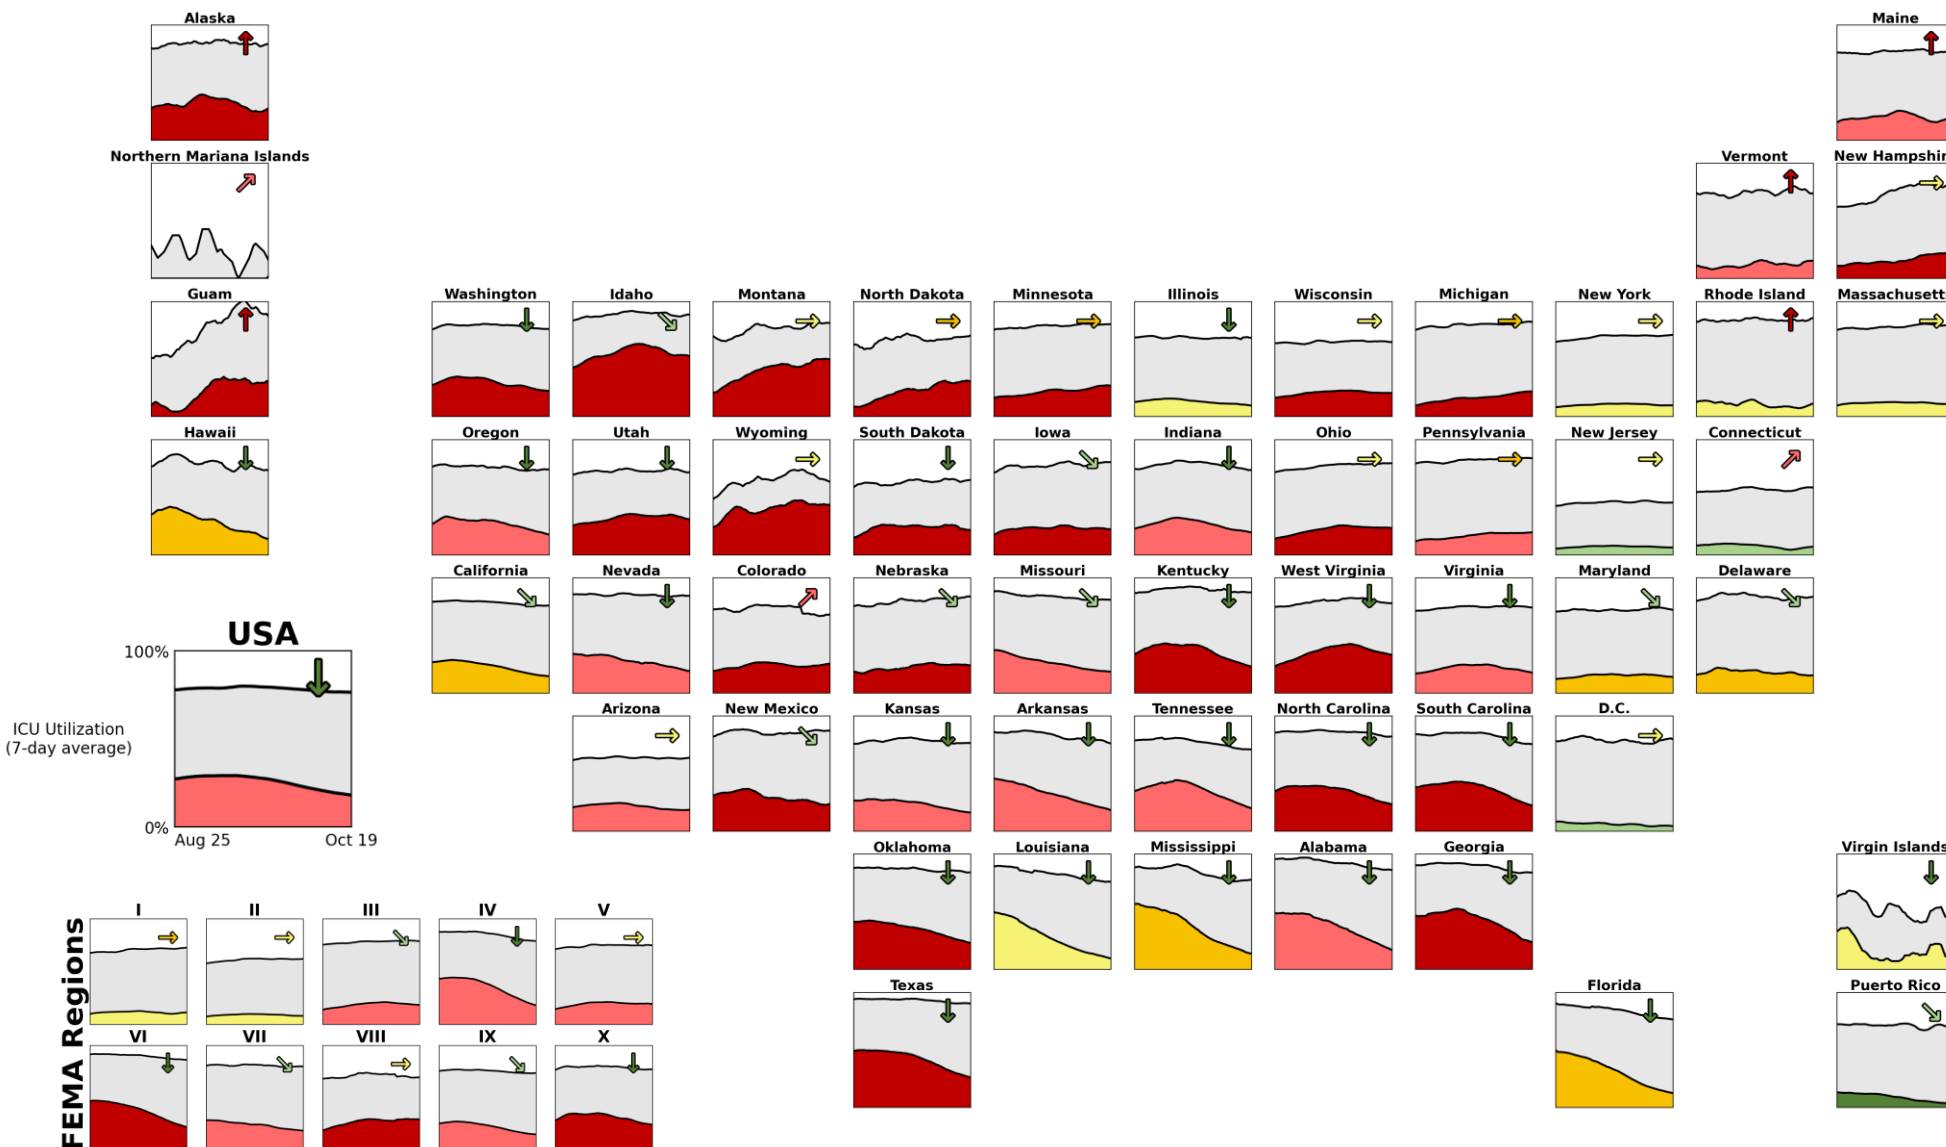 Alaska
Maine
Northern Mariana Islands
Vermont
New Hampshir
Guam
Washington
Idaho
Montana
North Dakota
Minnesota
Illinois
Wisconsin
Michigan
New York
Rhode Island
Massachusett
Hawaii
Oregon
Utah
Wyoming
South Dakota
Iowa
Indiana
Ohio
Pennsylvania
New Jersey
Connecticut
California
Nevada
Colorado
Nebraska
Missouri
Kentucky
West Virginia
Virginia
Maryland
Delaware
USA
100%
ICU Utilization
(7-day average)
0%
Aug 25
Oct 19
Arizona
New Mexico
Kansas
Arkansas
Tennessee
North Carolina
South Carolina
D.C.
Oklahoma
Louisiana
Mississippi
Alabama
Georgia
Virgin Islands
FEMA Regions
I
II
III
IV
V
Texas
Florida
Puerto Rico
VI
VII
VIII
IX
X